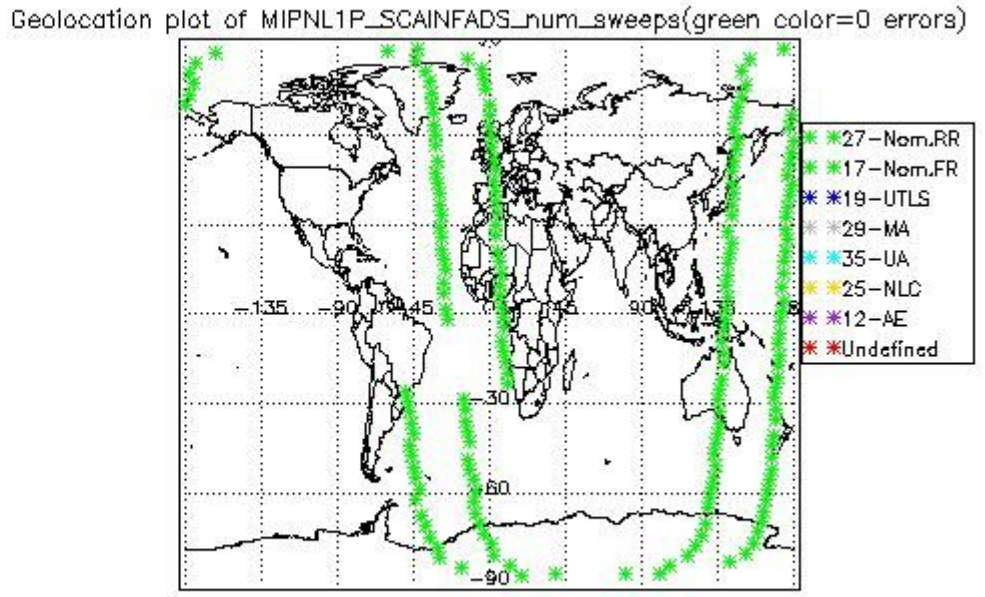 Geolocation plot of MIPNL1P_SCAINFADS_num_sweeps(green color=0 errors)
27-Nom.RR
17-Nom.FR
19-UTLS
29-MA
35-UA
25-NLC
12-AE
Undefined
-135 -90 -45 0 45 90 135
-30
-60
-90